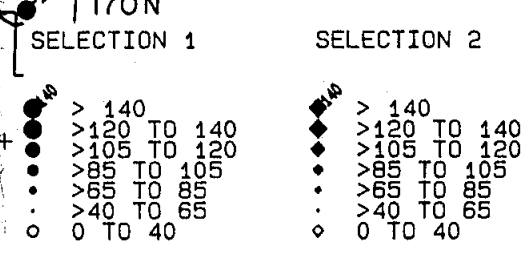 170N
SELECTION 1
140
> 140
>120 TO 140
>105 TO 120
>85 TO 105
>65 TO 85
>40 TO 65
0 TO 40
SELECTION 2
140
> 140
>120 TO 140
>105 TO 120
>85 TO 105
>65 TO 85
>40 TO 65
0 TO 40